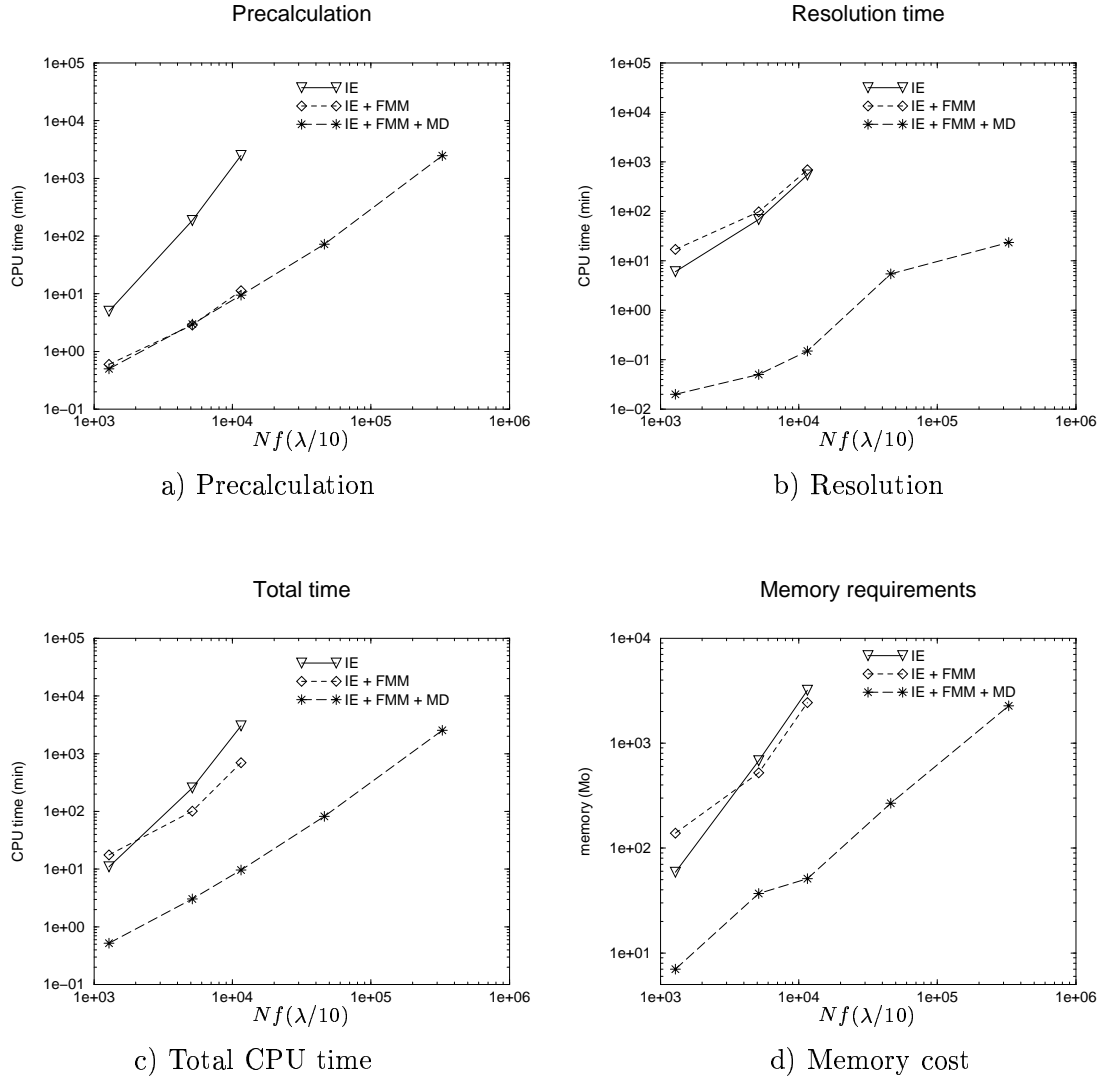 Precalculation
1e+05
1e+04
1e+03
1e+02
1e+01
1e+00
1e−01
CPU time (min)
IE
IE + FMM
IE + FMM + MD
1e+03 1e+04 1e+05 1e+06
Nf(λ/10)
a) Precalculation
Resolution time
1e+05
1e+04
1e+03
1e+02
1e+01
1e+00
1e−01
1e−02
CPU time (min)
IE
IE + FMM
IE + FMM + MD
1e+03 1e+04 1e+05 1e+06
Nf(λ/10)
b) Resolution
Total time
1e+05
1e+04
1e+03
1e+02
1e+01
1e+00
1e−01
CPU time (min)
IE
IE + FMM
IE + FMM + MD
1e+03 1e+04 1e+05 1e+06
Nf(λ/10)
c) Total CPU time
Memory requirements
1e+04
1e+03
1e+02
1e+01
memory (Mo)
IE
IE + FMM
IE + FMM + MD
1e+03 1e+04 1e+05 1e+06
Nf(λ/10)
d) Memory cost